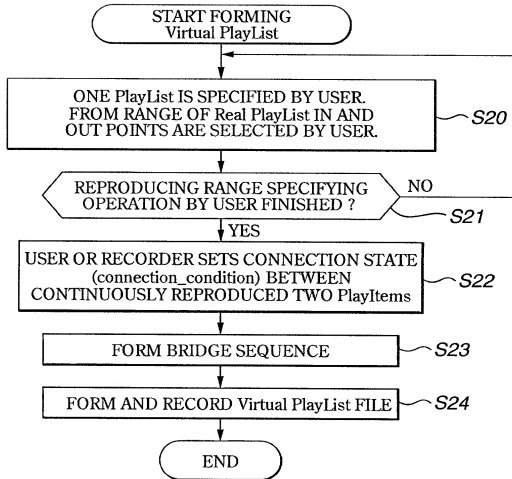 START FORMING
Virtual PlayList
ONE PlayList IS SPECIFIED BY USER.
FROM RANGE OF Real PlayList IN AND
OUT POINTS ARE SELECTED BY USER.
S20
REPRODUCING RANGE SPECIFYING
OPERATION BY USER FINISHED ?
NO
S21
YES
USER OR RECORDER SETS CONNECTION STATE
(connection_condition) BETWEEN
CONTINUOUSLY REPRODUCED TWO PlayItems
S22
FORM BRIDGE SEQUENCE
S23
FORM AND RECORD Virtual PlayList FILE
S24
END